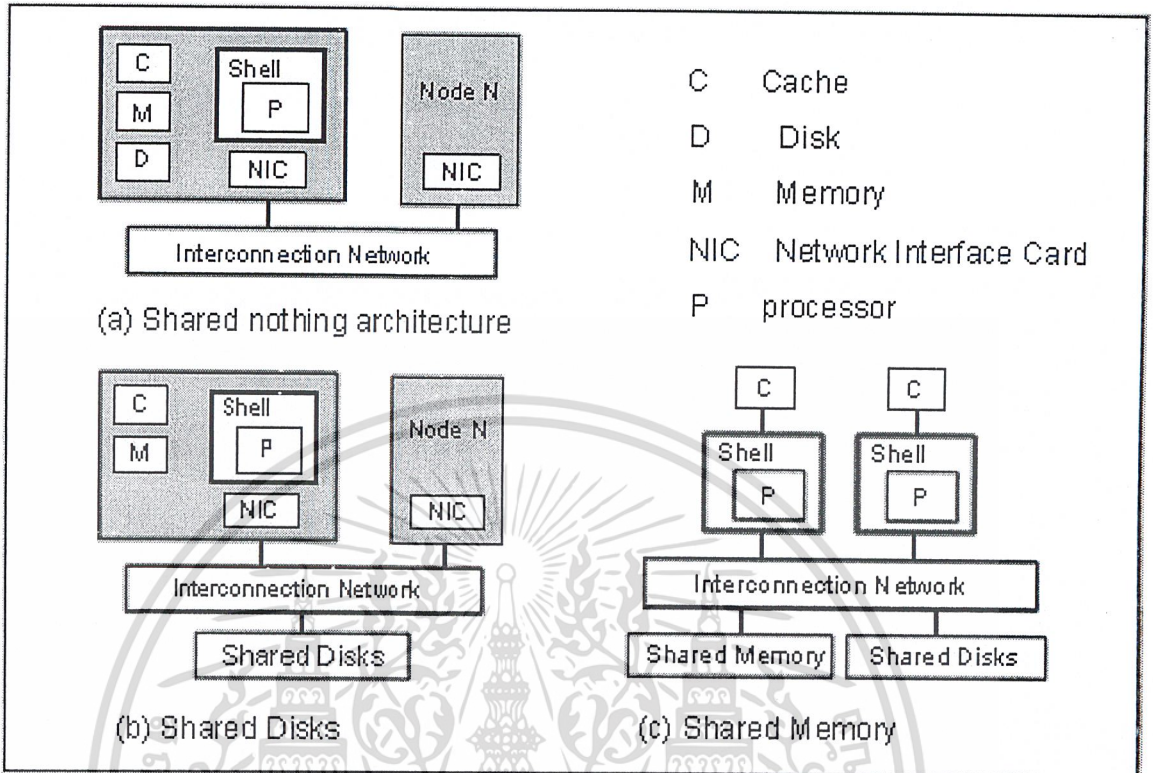 C
M
D
Shell
P
NIC
Node N
NIC
Interconnection Network
(a) Shared nothing architecture
C Cache
D Disk
M Memory
NIC Network Interface Card
P processor
C
M
Shell
P
NIC
Node N
NIC
Interconnection Network
Shared Disks
(b) Shared Disks
C
C
Shell
P
Shell
P
Interconnection Network
Shared Memory
Shared Disks
(c) Shared Memory